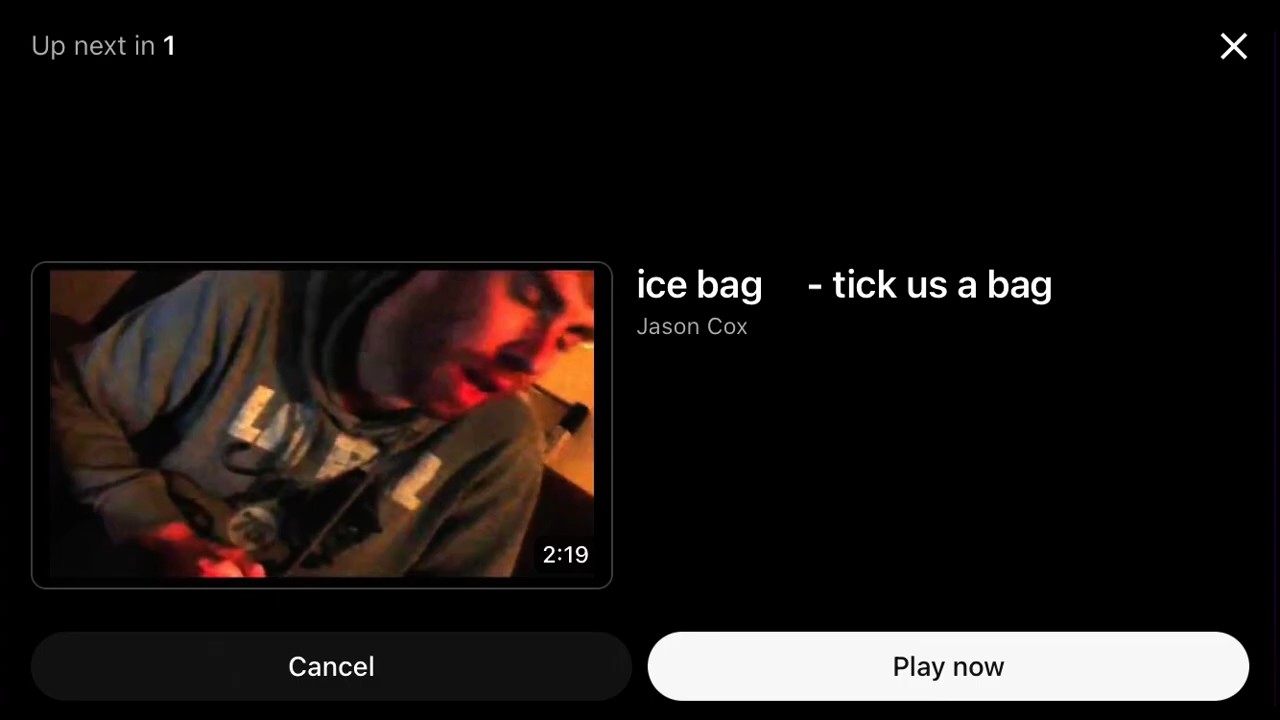 Up next in 1
ice bag - tick us a bag
Jason Cox
2:19
Cancel
Play now